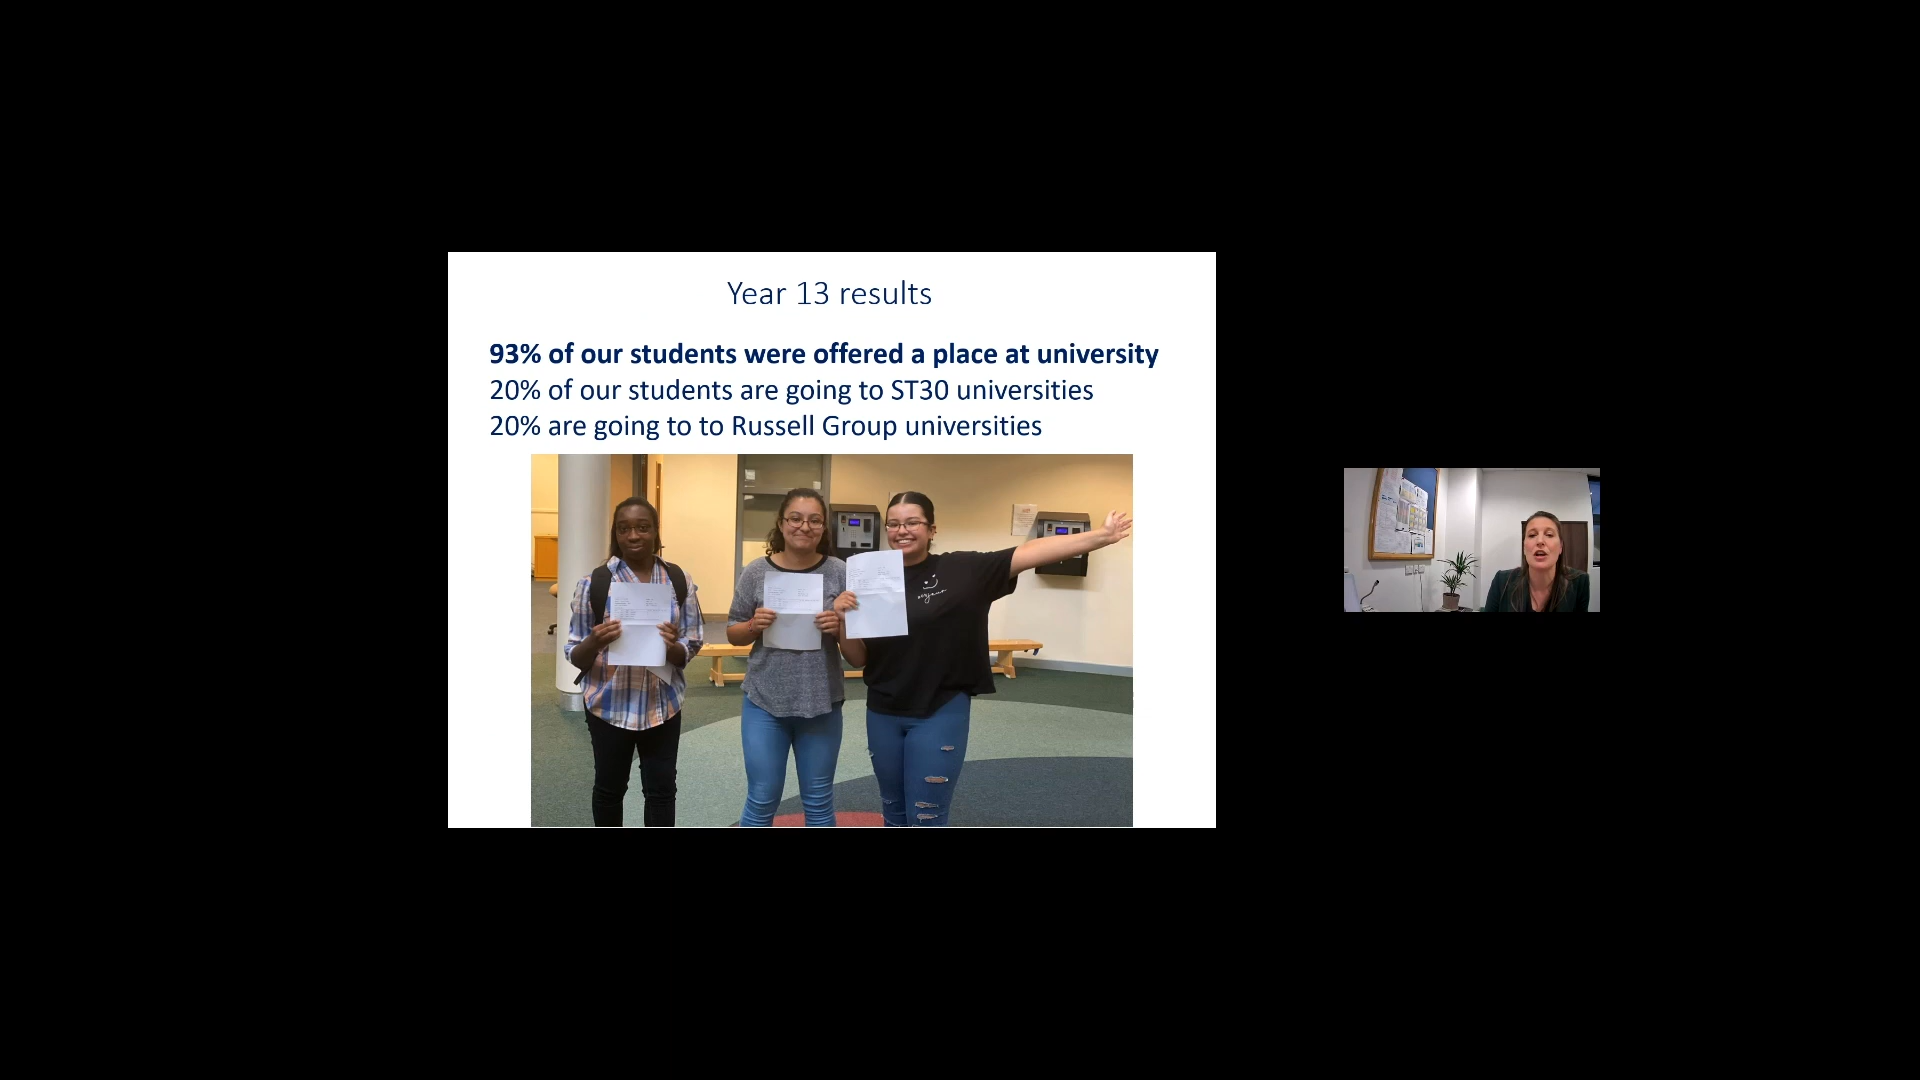 Year 13 results
93% of our students were offered a place at university
20% of our students are going to ST30 universities
20% are going to to Russell Group universities